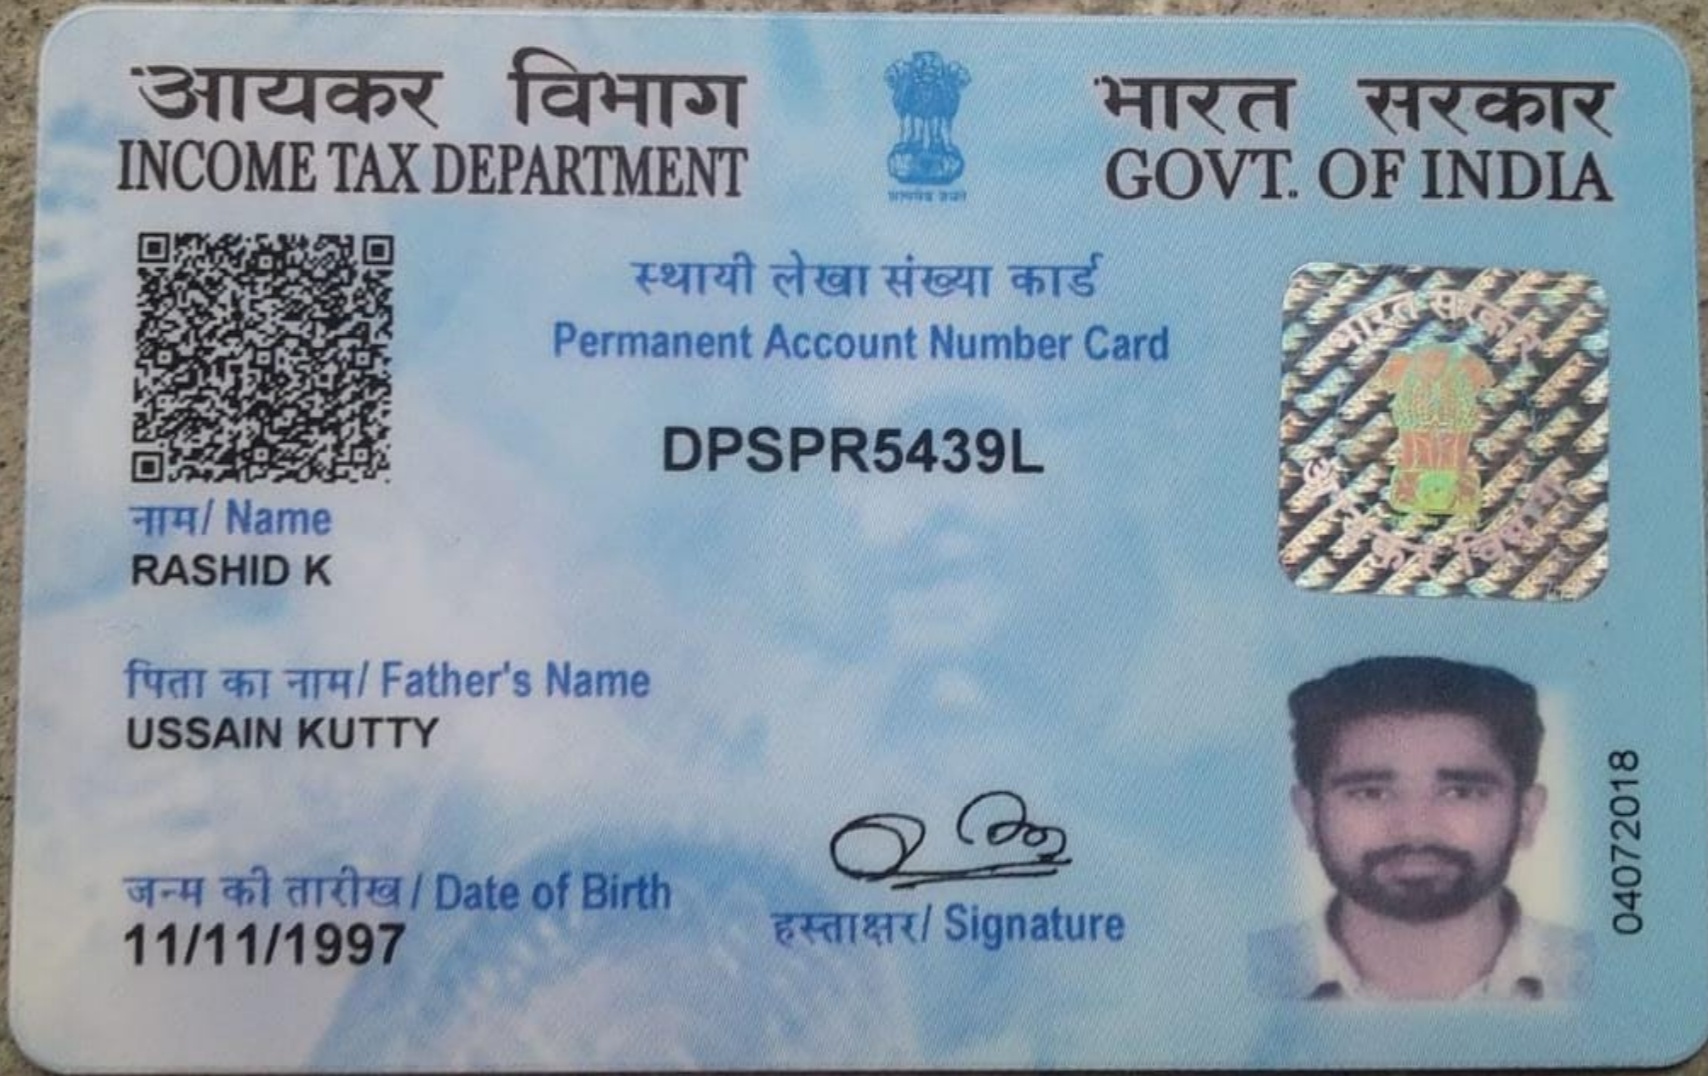 आयकर विभाग
INCOME TAX DEPARTMENT
भारत सरकार
GOVT. OF INDIA
सत्यमेव जयते
स्थायी लेखा संख्या कार्ड
Permanent Account Number Card
DPSPR5439L
भारत सरकार
आयकर विभाग
नाम/ Name
RASHID K
पिता का नाम/ Father's Name
USSAIN KUTTY
जन्म की तारीख / Date of Birth
11/11/1997
हस्ताक्षर/ Signature
04072018